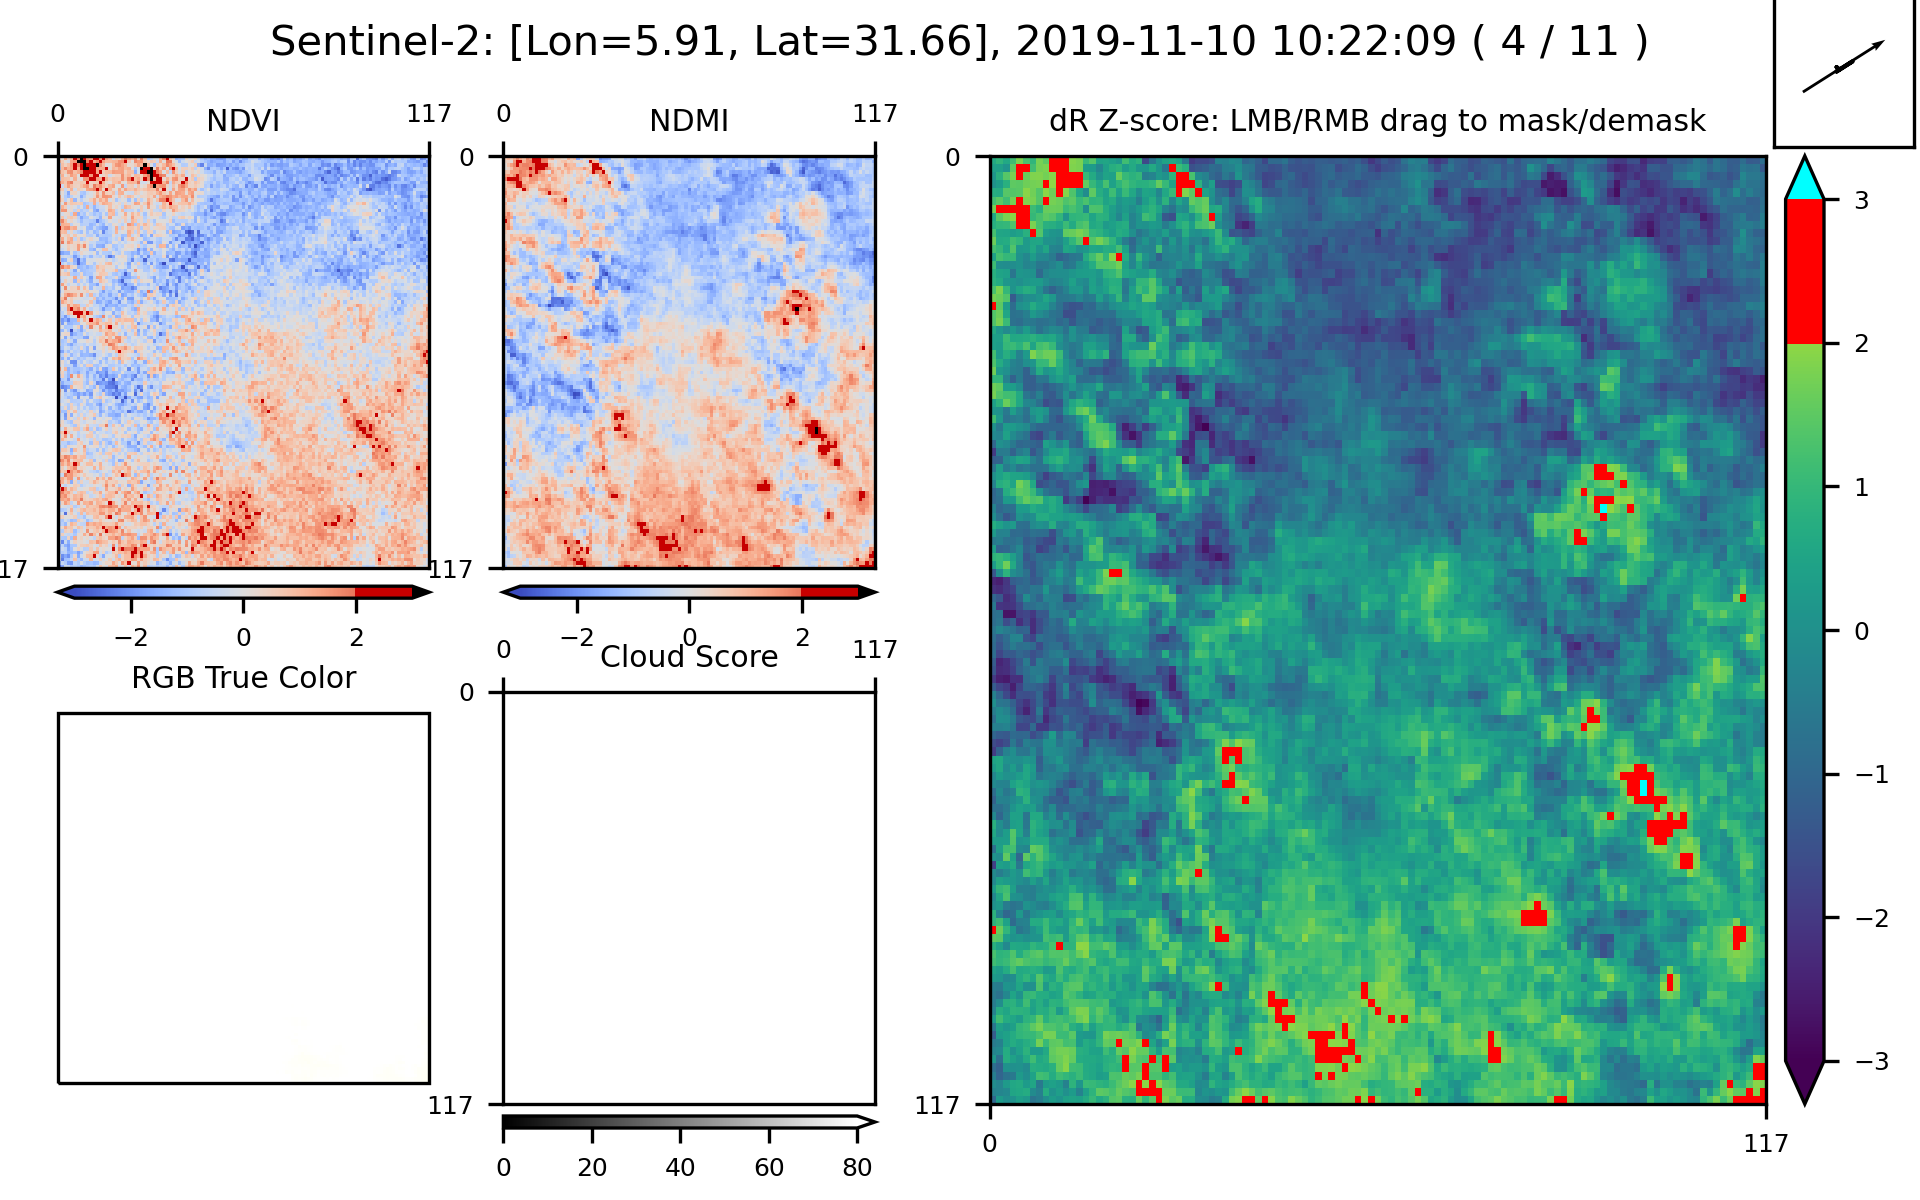 Sentinel-2: [Lon=5.91, Lat=31.66], 2019-11-10 10:22:09 ( 4 / 11 )
NDVI
0 117
0
17
−2 0 2
NDMI
0 117
0
117
−2 0 2
dR Z-score: LMB/RMB drag to mask/demask
0
117
0 117
3
2
1
0
−1
−2
−3
RGB True Color
Cloud Score
0 117
0
117
0 20 40 60 80